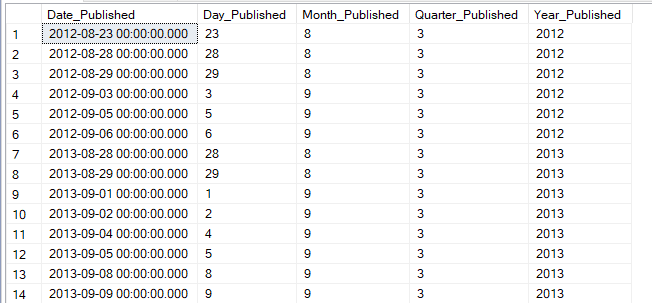 Date_Published Day_Published Month_Published Quarter_Published Year_Published
1 2012-08-23 00:00:00.000 23 8 3 2012
2 2012-08-28 00:00:00.000 28 8 3 2012
3 2012-08-29 00:00:00.000 29 8 3 2012
4 2012-09-03 00:00:00.000 3 9 3 2012
5 2012-09-05 00:00:00.000 5 9 3 2012
6 2012-09-06 00:00:00.000 6 9 3 2012
7 2013-08-28 00:00:00.000 28 8 3 2013
8 2013-08-29 00:00:00.000 29 8 3 2013
9 2013-09-01 00:00:00.000 1 9 3 2013
10 2013-09-02 00:00:00.000 2 9 3 2013
11 2013-09-04 00:00:00.000 4 9 3 2013
12 2013-09-05 00:00:00.000 5 9 3 2013
13 2013-09-08 00:00:00.000 8 9 3 2013
14 2013-09-09 00:00:00.000 9 9 3 2013